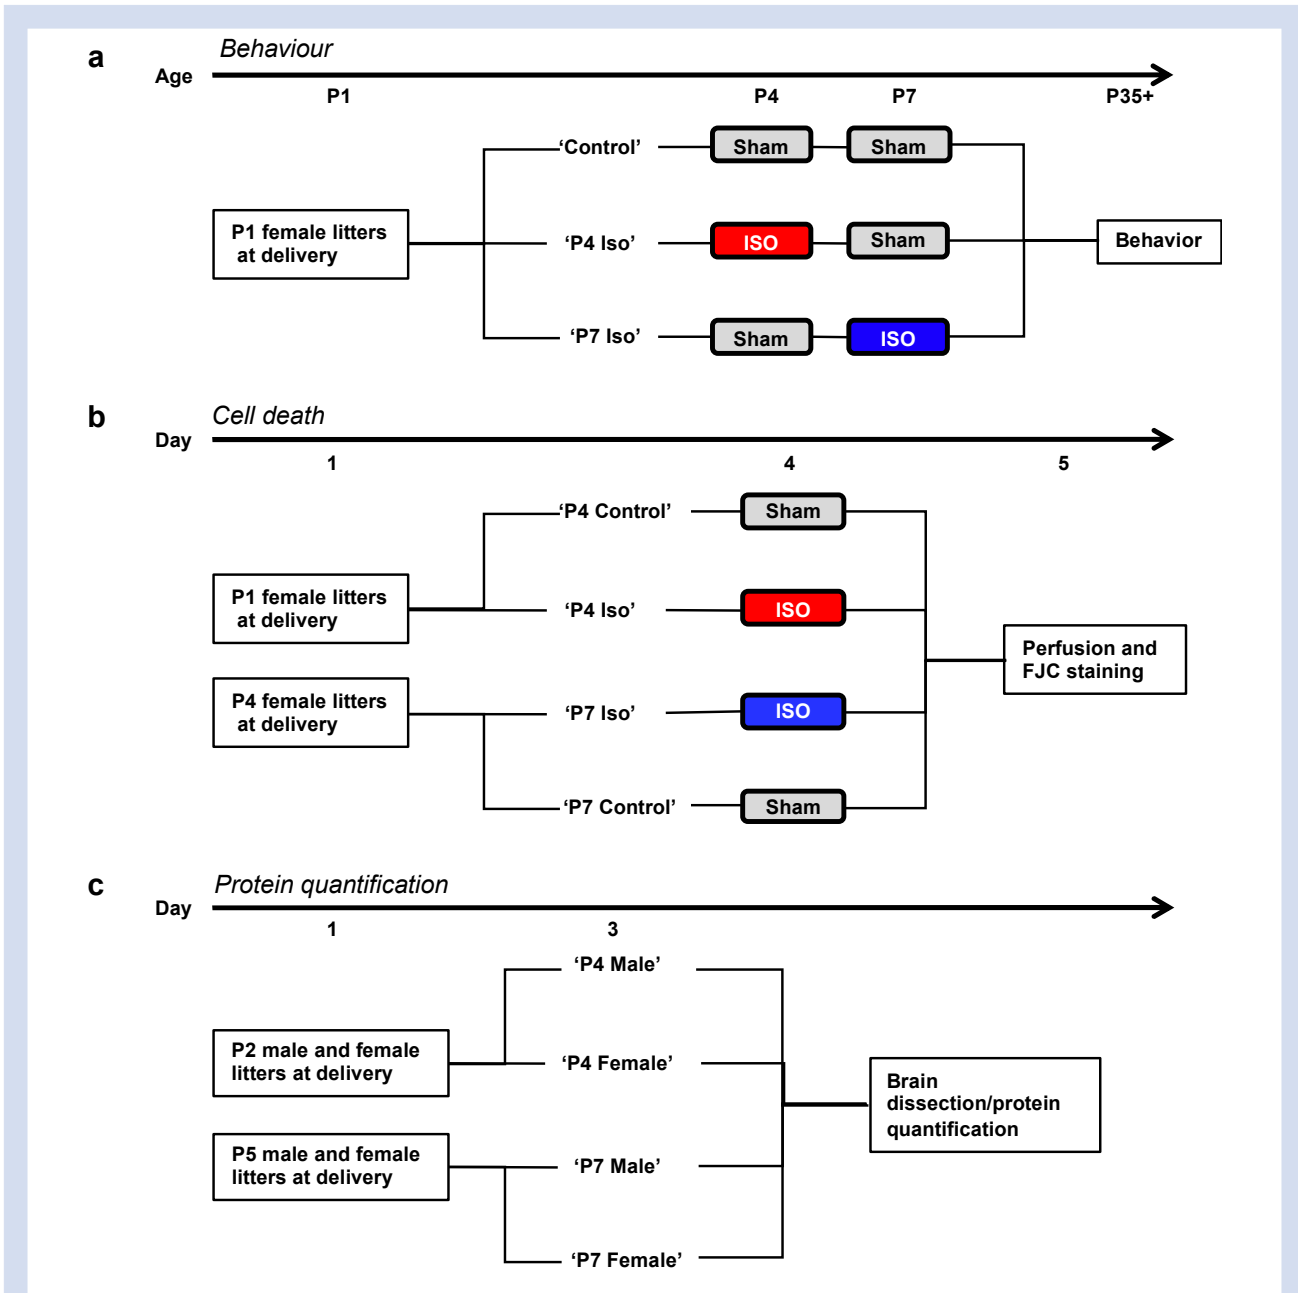 a
Behaviour
Age
P1 P4 P7 P35+
‘Control’ Sham Sham
P1 female litters
at delivery
‘P4 Iso’ ISO Sham
Behavior
‘P7 Iso’ Sham ISO
b
Cell death
Day
1 4 5
‘P4 Control’ Sham
P1 female litters
at delivery
‘P4 Iso’ ISO
Perfusion and
FJC staining
P4 female litters
at delivery
‘P7 Iso’ ISO
‘P7 Control’ Sham
c
Protein quantification
Day
1 3
‘P4 Male’
P2 male and female
litters at delivery
‘P4 Female’
Brain
dissection/protein
quantification
P5 male and female
litters at delivery
‘P7 Male’
‘P7 Female’